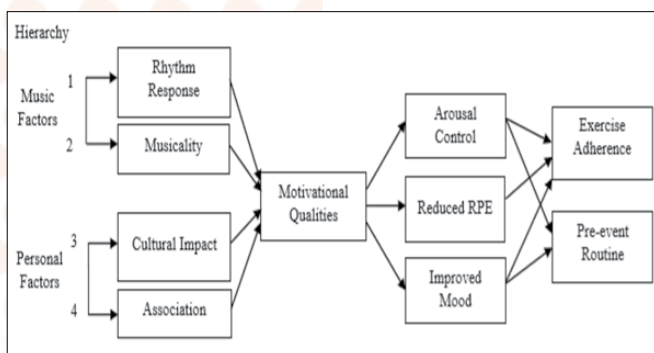 Hierarchy
Music
Factors
1
2
Rhythm
Response
Musicality
Personal
Factors
3
4
Cultural Impact
Association
Motivational
Qualities
Arousal
Control
Reduced RPE
Improved
Mood
Exercise
Adherence
Pre-event
Routine